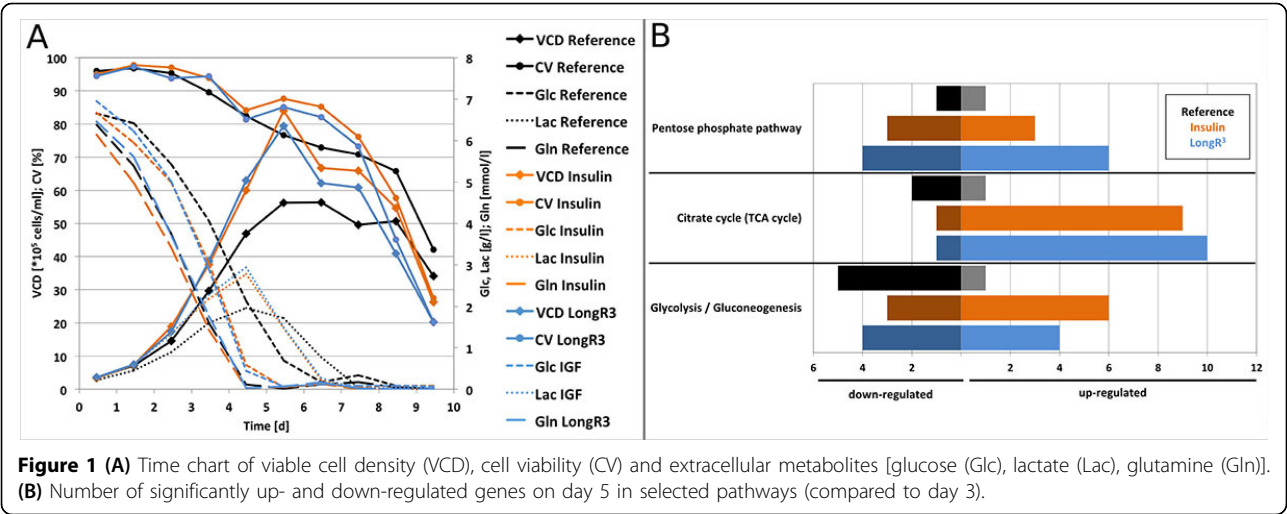 A
VCD [*10⁵ cells/ml]; CV [%]
100
90
80
70
60
50
40
30
20
10
0
0 1 2 3 4 5 6 7 8 9 10
Time [d]
8
7
6
5
4
3
2
1
0
Glc, Lac [g/l]; Gln [mmol/l]
VCD Reference
CV Reference
Glc Reference
Lac Reference
Gln Reference
VCD Insulin
CV Insulin
Glc Insulin
Lac Insulin
Gln Insulin
VCD LongR3
CV LongR3
Glc IGF
Lac IGF
Gln LongR3
B
Reference
Insulin
LongR³
Pentose phosphate pathway
Citrate cycle (TCA cycle)
Glycolysis / Gluconeogenesis
6 4 2 2 4 6 8 10 12
down-regulated up-regulated
Figure 1 (A) Time chart of viable cell density (VCD), cell viability (CV) and extracellular metabolites [glucose (Glc), lactate (Lac), glutamine (Gln)].
(B) Number of significantly up- and down-regulated genes on day 5 in selected pathways (compared to day 3).